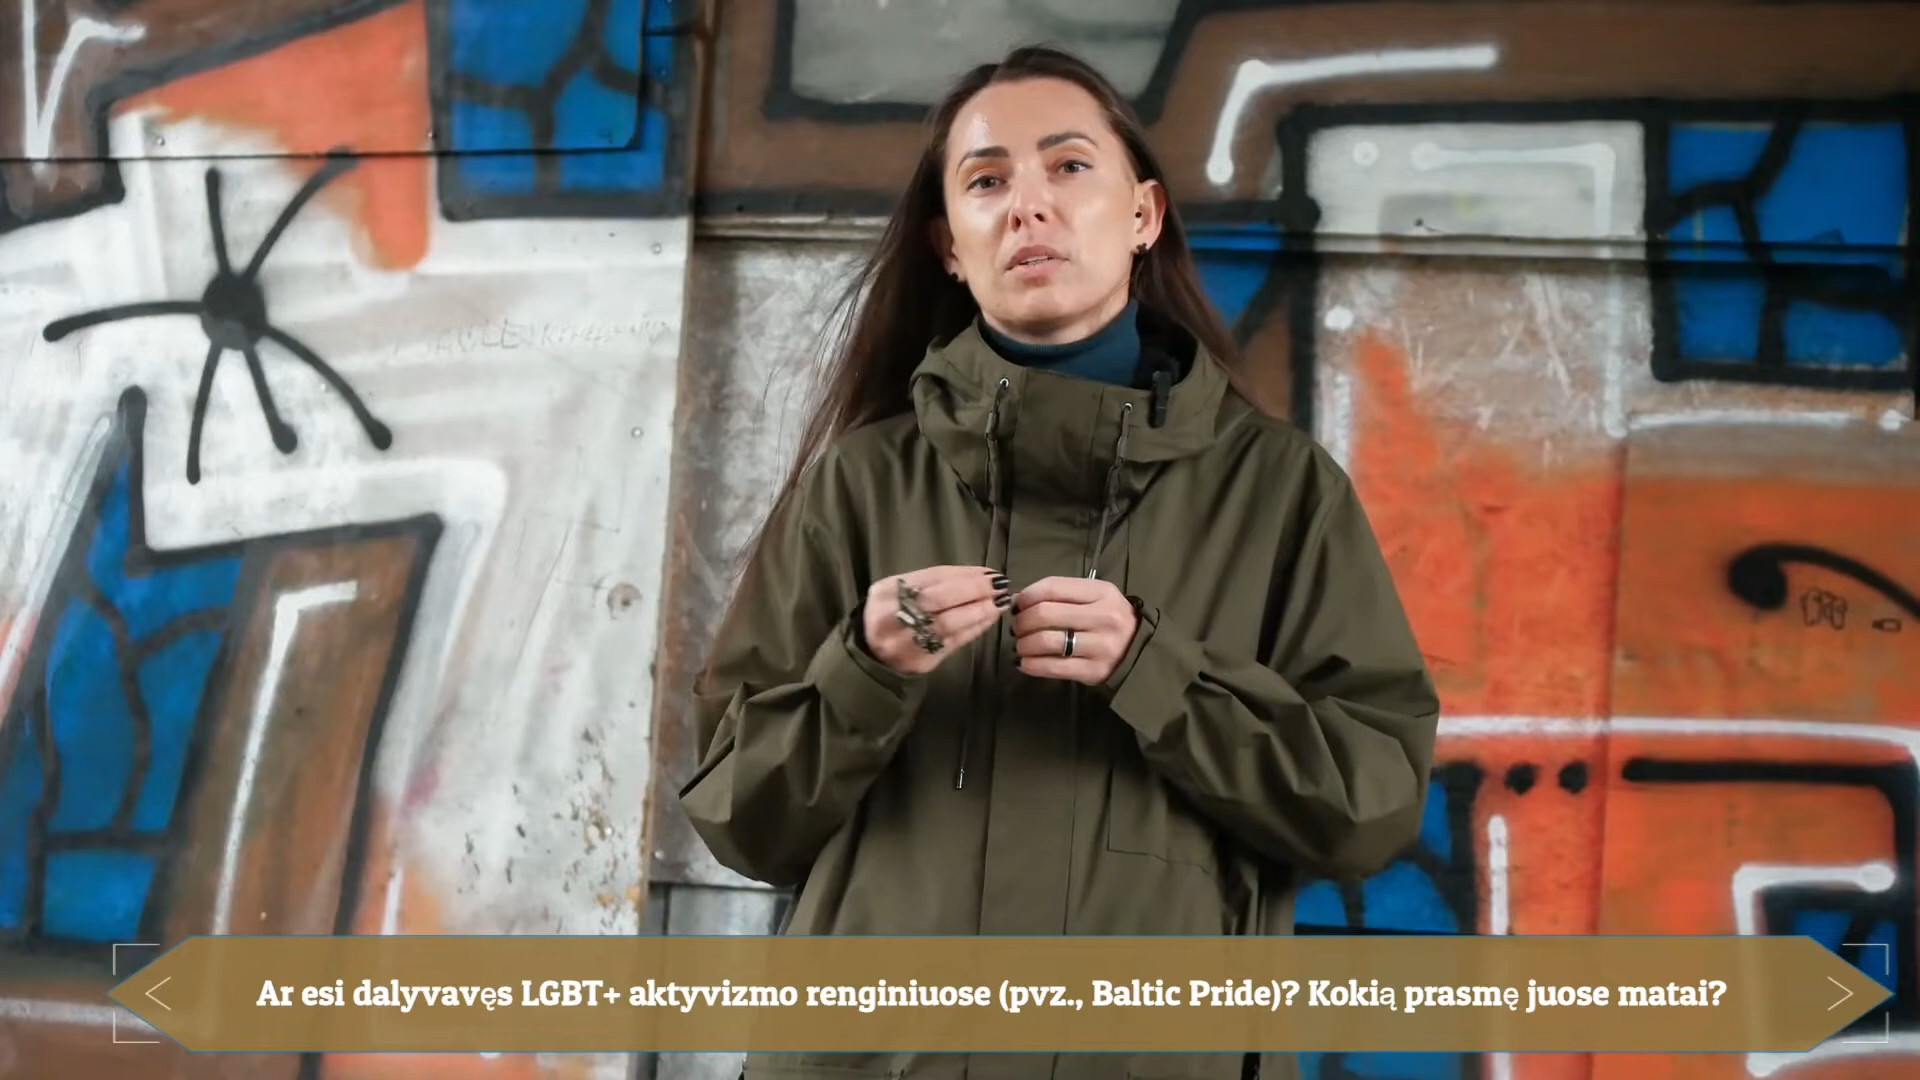 Ar esi dalyvavęs LGBT+ aktyvizmo renginiuose (pvz., Baltic Pride)? Kokią prasmę juose matai?